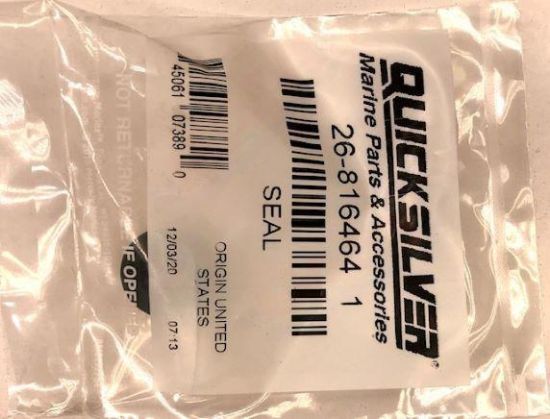 QUICKSILVER®
Marine Parts & Accessories
26-816464 1
SEAL
ORIGIN UNITED
STATES
45061 07389 0
12/03/20 07:13
NOT RETURNABLE IF OPE